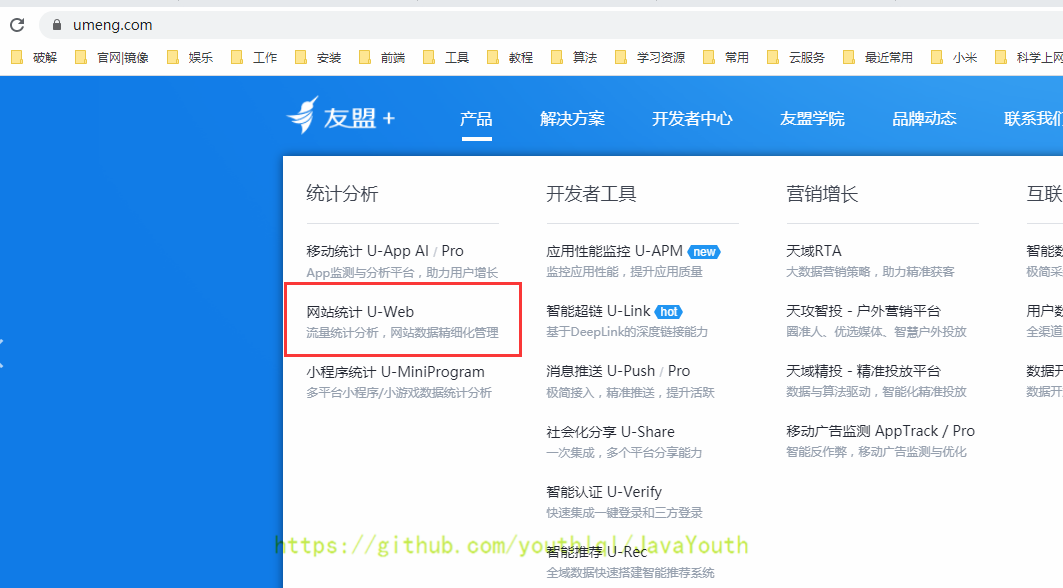 umeng.com
破解 官网|镜像 娱乐 工作 安装 前端 工具 教程 算法 学习资源 常用 云服务 最近常用 小米 科学上网
友盟+ 产品 解决方案 开发者中心 友盟学院 品牌动态 联系我们
统计分析
移动统计 U-App AI / Pro
App监测与分析平台，助力用户增长
网站统计 U-Web
流量统计分析，网站数据精细化管理
小程序统计 U-MiniProgram
多平台小程序/小游戏数据统计分析
开发者工具
应用性能监控 U-APM new
监控应用性能，提升应用质量
智能超链 U-Link hot
基于DeepLink的深度链接能力
消息推送 U-Push / Pro
极简接入，精准推送，提升活跃
社会化分享 U-Share
一次集成，多个平台分享能力
智能认证 U-Verify
快速集成一键登录和三方登录
智能推荐 U-Rec
全域数据快速搭建智能推荐系统
营销增长
天域RTA
大数据营销策略，助力精准获客
天攻智投 - 户外营销平台
圈准人、优选媒体、智慧户外投放
天域精投 - 精准投放平台
数据与算法驱动，智能化精准投放
移动广告监测 AppTrack / Pro
智能反作弊，移动广告监测与优化
互联
智能数
极简采
用户数
全渠道
数据开
数据开
https://github.com/youthlql/JavaYouth